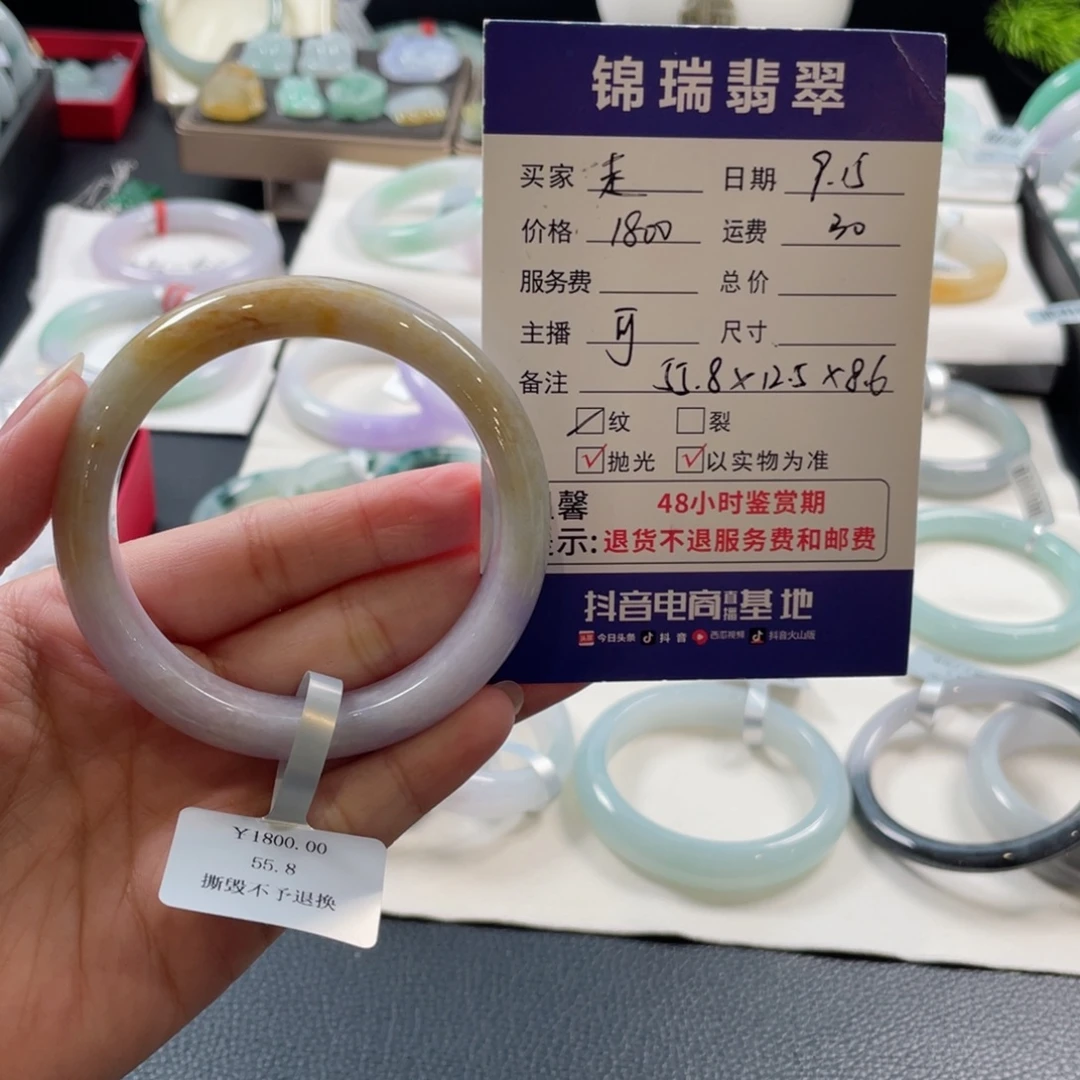 锦瑞翡翠
买家 走 日期 9.15
价格 1800 运费 30
服务费 总价
主播 尺寸
备注 55.8×12.5×8.6
纹 裂
抛光 以实物为准
馨 48小时鉴赏期
示: 退货不退服务费和邮费
抖音电商直播基地
头条 今日头条 抖音 西瓜视频 抖音火山版
Y1800.00
55.8
撕毁不予退换